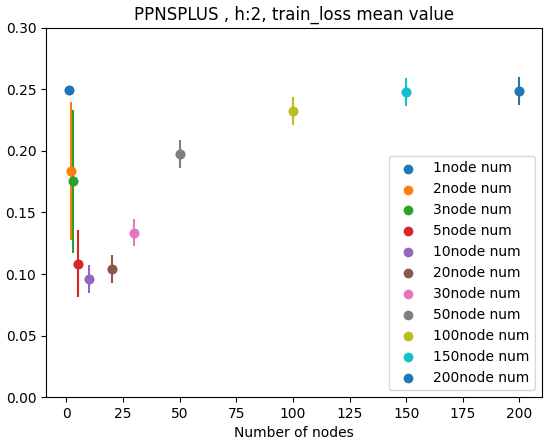 PPNSPLUS , h:2, train_loss mean value
0.30
0.25
0.20
0.15
0.10
0.05
0.00
1node num
2node num
3node num
5node num
10node num
20node num
30node num
50node num
100node num
150node num
200node num
0 25 50 75 100 125 150 175 200
Number of nodes